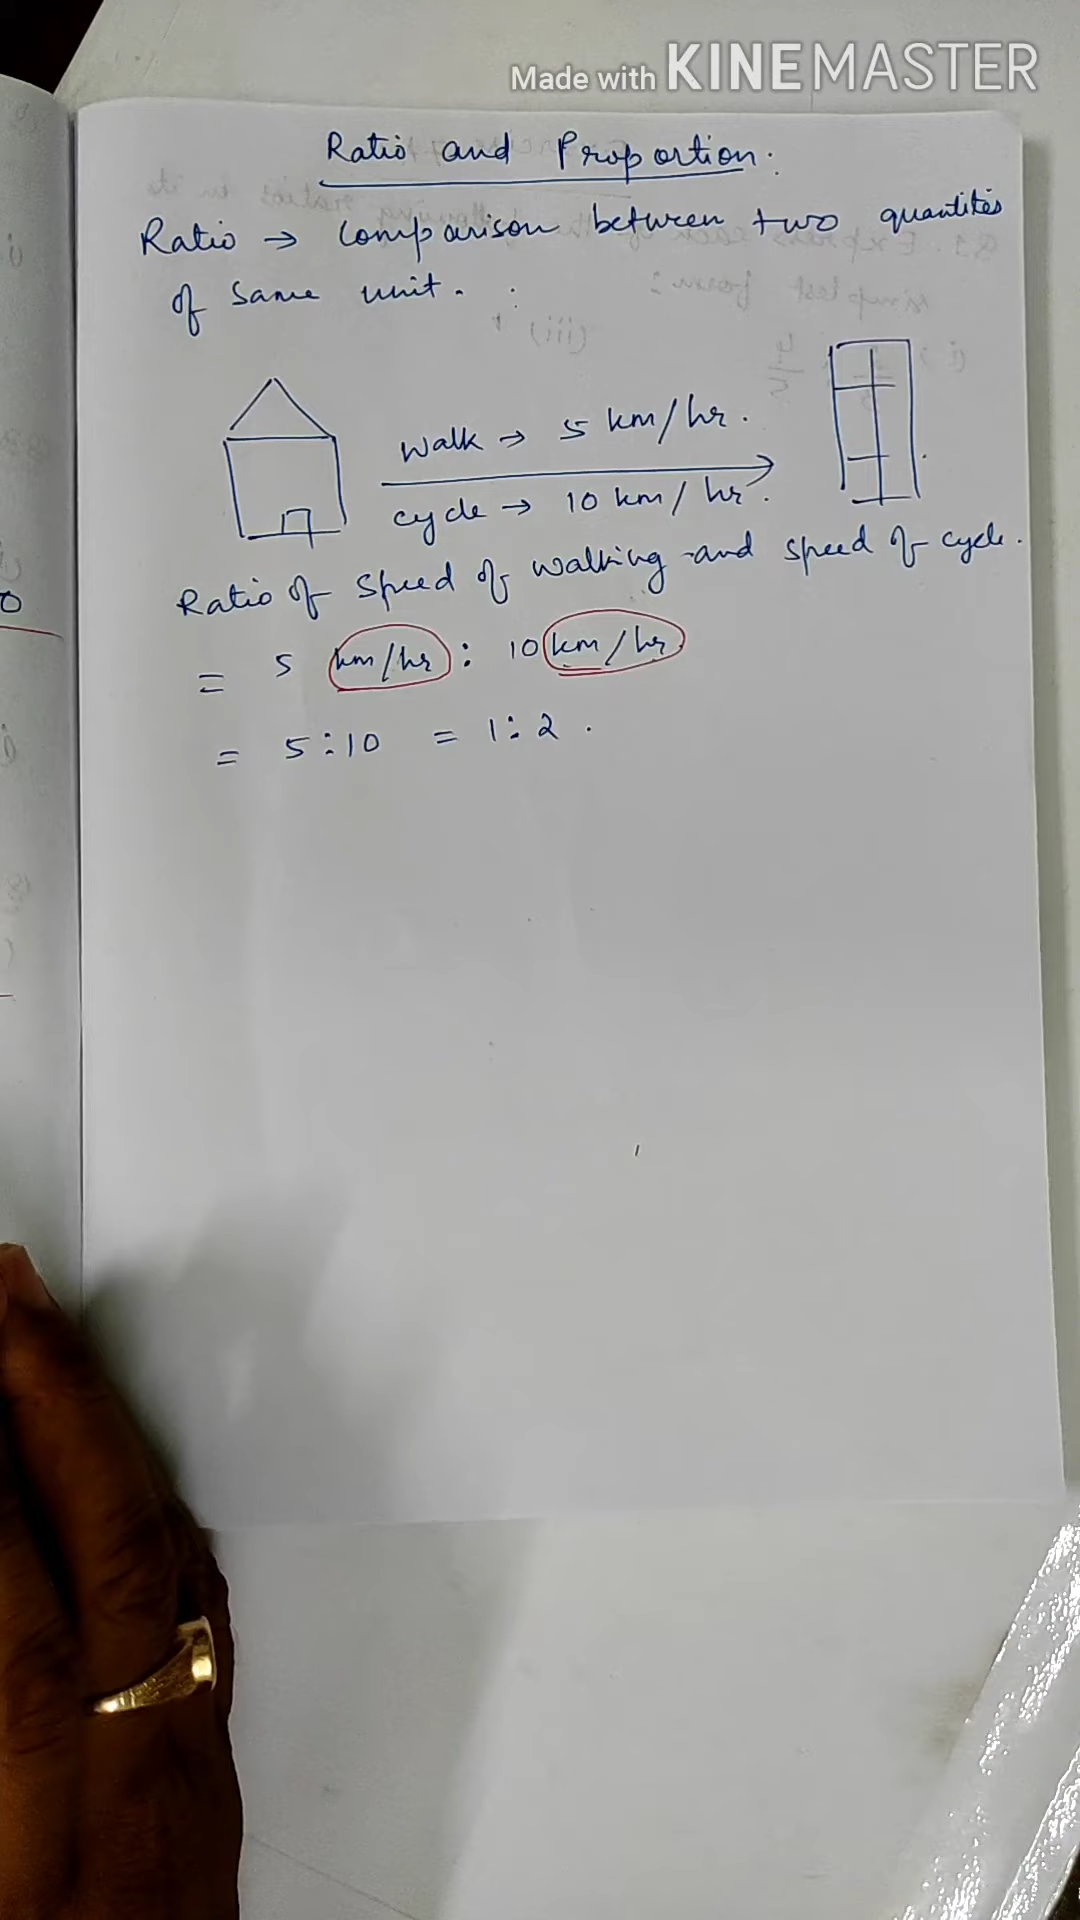 Made with KINEMASTER
Ratio and Proportion.
Ratio → Comparison between two quantites
of same unit.
walk → 5 km/hr.
cycle → 10 km/hr.
Ratio of speed of walking and speed of cycle.
= 5 km/hr : 10 km/hr
= 5:10 = 1:2.